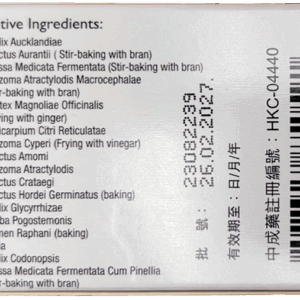 tive Ingredients:
lix Aucklandiae
ctus Aurantii ( Stir-baking with bran)
ssa Medicata Fermentata (Stir-baking with bran)
zoma Atractylodis Macrocephalae
ir-baking with bran)
tex Magnoliae Officinalis
ying with ginger)
icarpium Citri Reticulatae
zoma Cyperi (Frying with vinegar)
ctus Amomi
zoma Atractylodis
ctus Crataegi
ctus Hordei Germinatus (baking)
lix Glycyrrhizae
ba Pogostemonis
men Raphani (baking)
ia
lix Codonopsis
ssa Medicata Fermentata Cum Pinellia
ir-baking with bran)
批 號： 23082239
有效期至：日/月/年 26.02.2027.
中成藥註冊編號：HKC-04440